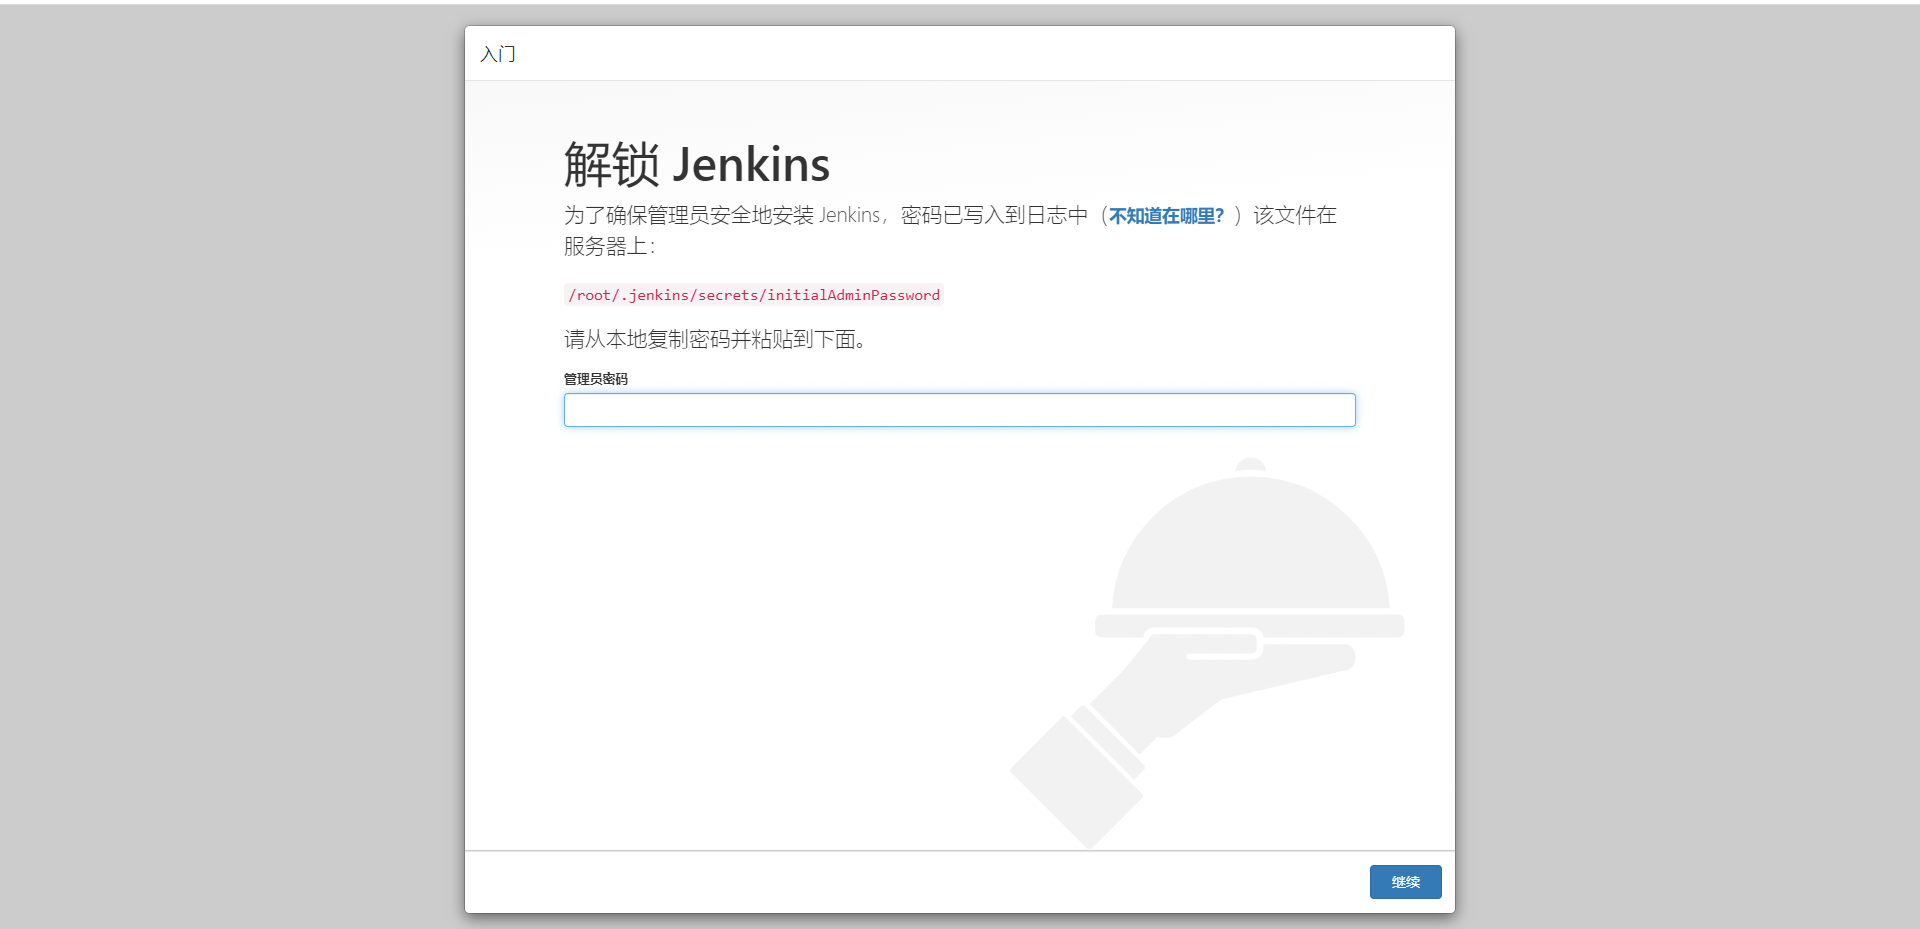 入门
解锁 Jenkins
为了确保管理员安全地安装 Jenkins，密码已写入到日志中（不知道在哪里？）该文件在
服务器上：
/root/.jenkins/secrets/initialAdminPassword
请从本地复制密码并粘贴到下面。
管理员密码
继续